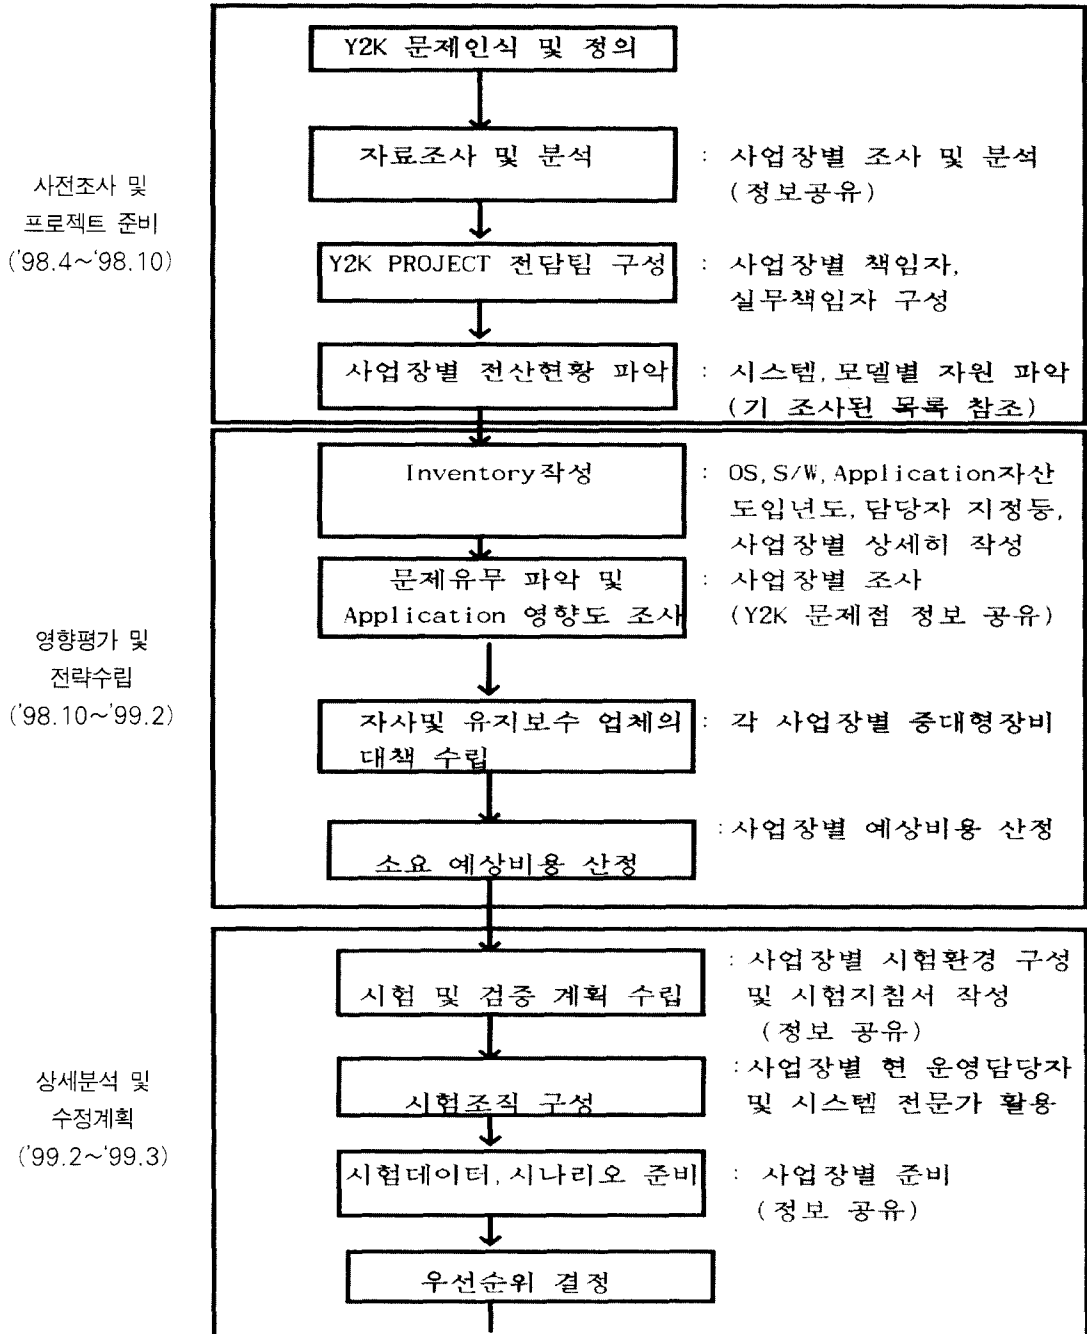 Y2K 문제인식 및 정의
자료조사 및 분석
: 사업장별 조사 및 분석
(정보공유)
사전조사 및
프로젝트 준비
('98.4~'98.10)
Y2K PROJECT 전담팀 구성
: 사업장별 책임자,
실무책임자 구성
사업장별 전산현황 파악
: 시스템,모델별 자원 파악
(기 조사된 목록 참조)
Inventory작성
: OS,S/W,Application자산
도입년도,담당자 지정등,
사업장별 상세히 작성
문제유무 파악 및
Application 영향도 조사
: 사업장별 조사
(Y2K 문제점 정보 공유)
영향평가 및
전략수립
('98.10~'99.2)
자사및 유지보수 업체의
대책 수립
: 각 사업장별 중대형장비
소요 예상비용 산정
:사업장별 예상비용 산정
시험 및 검증 계획 수립
: 사업장별 시험환경 구성
및 시험지침서 작성
(정보 공유)
상세분석 및
수정계획
('99.2~'99.3)
시험조직 구성
:사업장별 현 운영담당자
및 시스템 전문가 활용
시험데이터,시나리오 준비
: 사업장별 준비
(정보 공유)
우선순위 결정